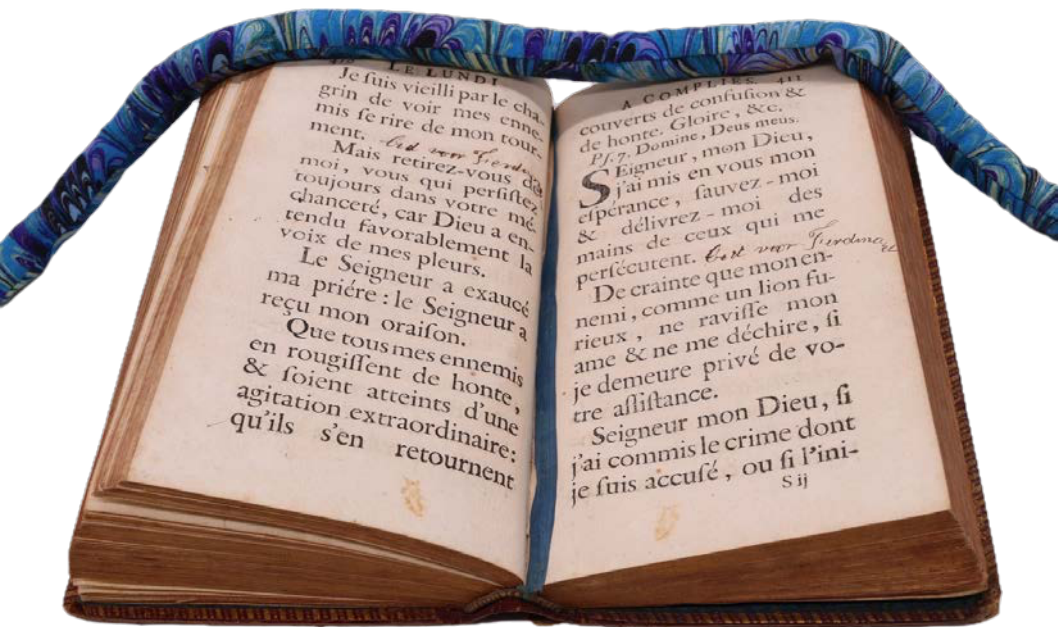 LE LUNDI
Je ſuis vieilli par le cha-
grin de voir mes enne-
mis ſe rire de mon tour-
ment.
Mais retirez-vous de
moi, vous qui perſiſtez
toujours dans votre mé-
chanceté, car Dieu a en-
tendu favorablement la
voix de mes pleurs.
Le Seigneur a exaucé
ma priére : le Seigneur a
reçu mon oraiſon.
Que tous mes ennemis
en rougiſſent de honte,
& ſoient atteints d'une
agitation extraordinaire:
qu'ils s'en retournent
A COMPLIES. 411
couverts de confuſion &
de honte. Gloire, &c.
Pſ. 7. Domine, Deus meus.
SEigneur, mon Dieu,
j'ai mis en vous mon
eſpérance, ſauvez-moi
& délivrez-moi des
mains de ceux qui me
perſécutent.
De crainte que mon en-
nemi, comme un lion fu-
rieux, ne raviſſe mon
ame & ne me déchire, ſi
je demeure privé de vo-
tre aſſiſtance.
Seigneur mon Dieu, ſi
j'ai commis le crime dont
je ſuis accuſé, ou ſi l'ini-
S ij